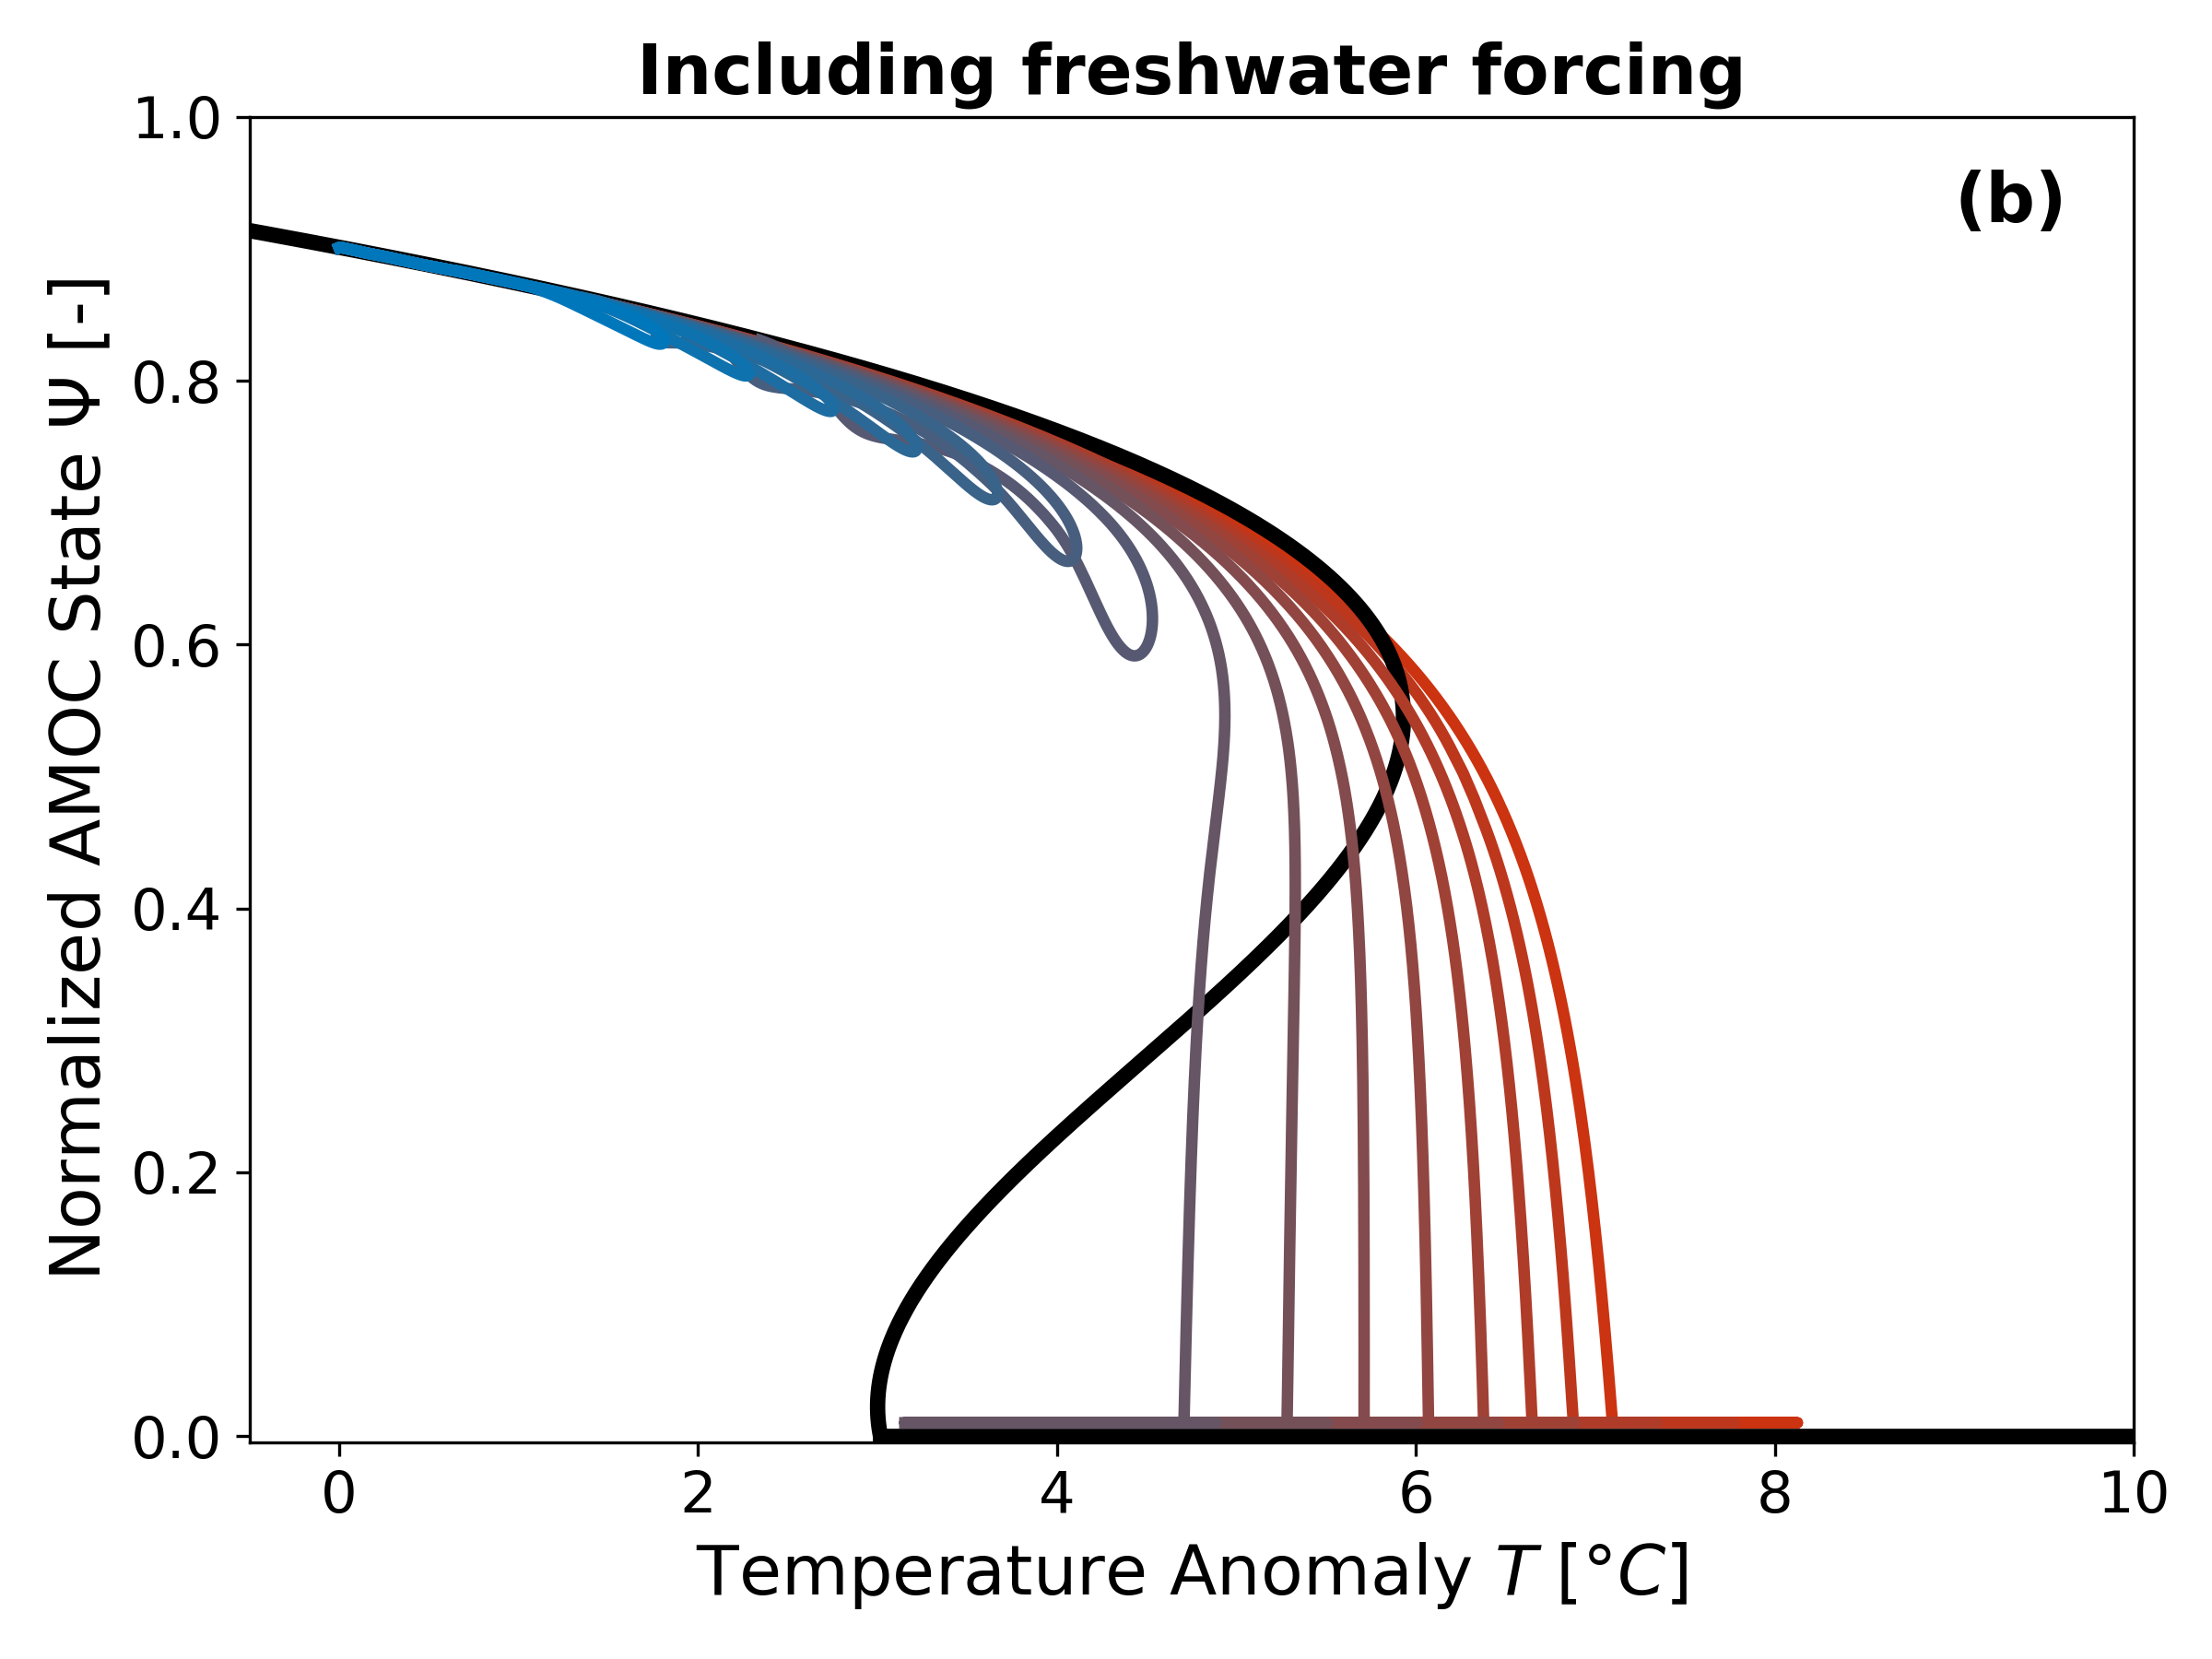 Including freshwater forcing
(b)
Normalized AMOC State Ψ [-]
1.0
0.8
0.6
0.4
0.2
0.0
0 2 4 6 8 10
Temperature Anomaly T [°C]